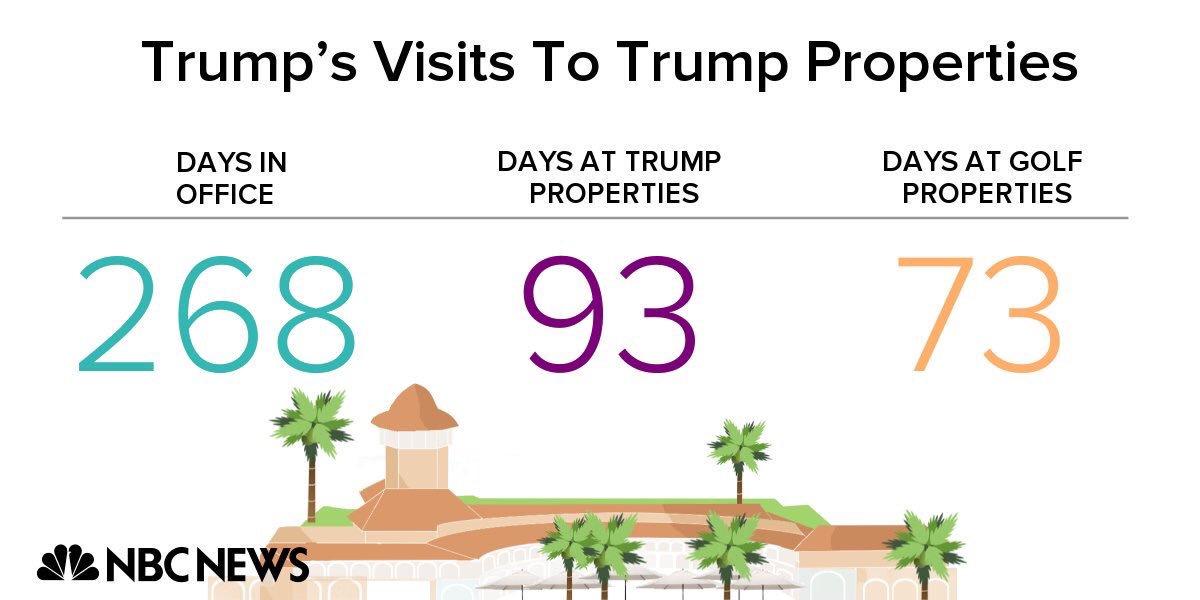 Trump’s Visits To Trump Properties
DAYS IN
OFFICE
DAYS AT TRUMP
PROPERTIES
DAYS AT GOLF
PROPERTIES
268
93
73
NBC NEWS